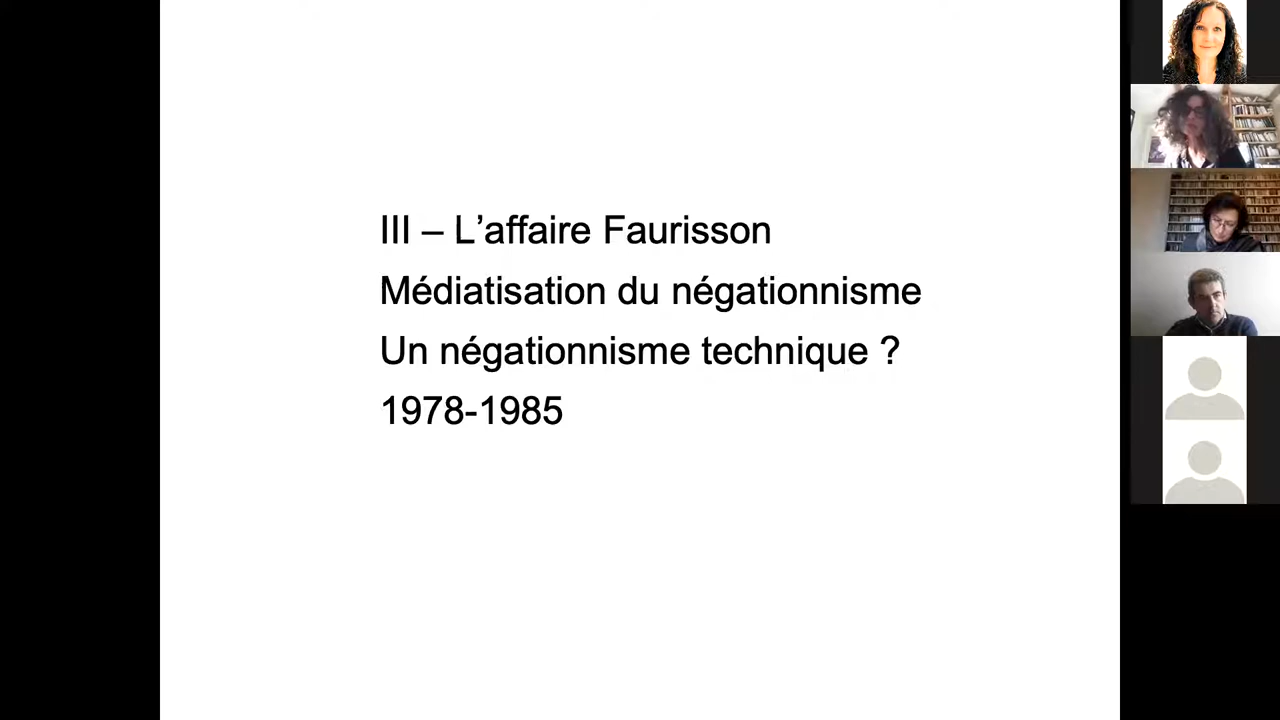 III – L’affaire Faurisson
Médiatisation du négationnisme
Un négationnisme technique ?
1978-1985